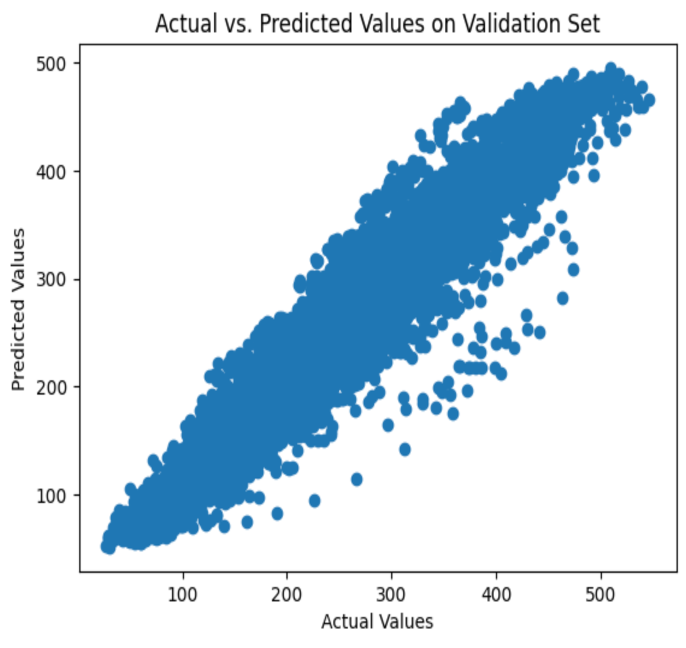 Actual vs. Predicted Values on Validation Set
500
400
300
200
100
Predicted Values
100 200 300 400 500
Actual Values